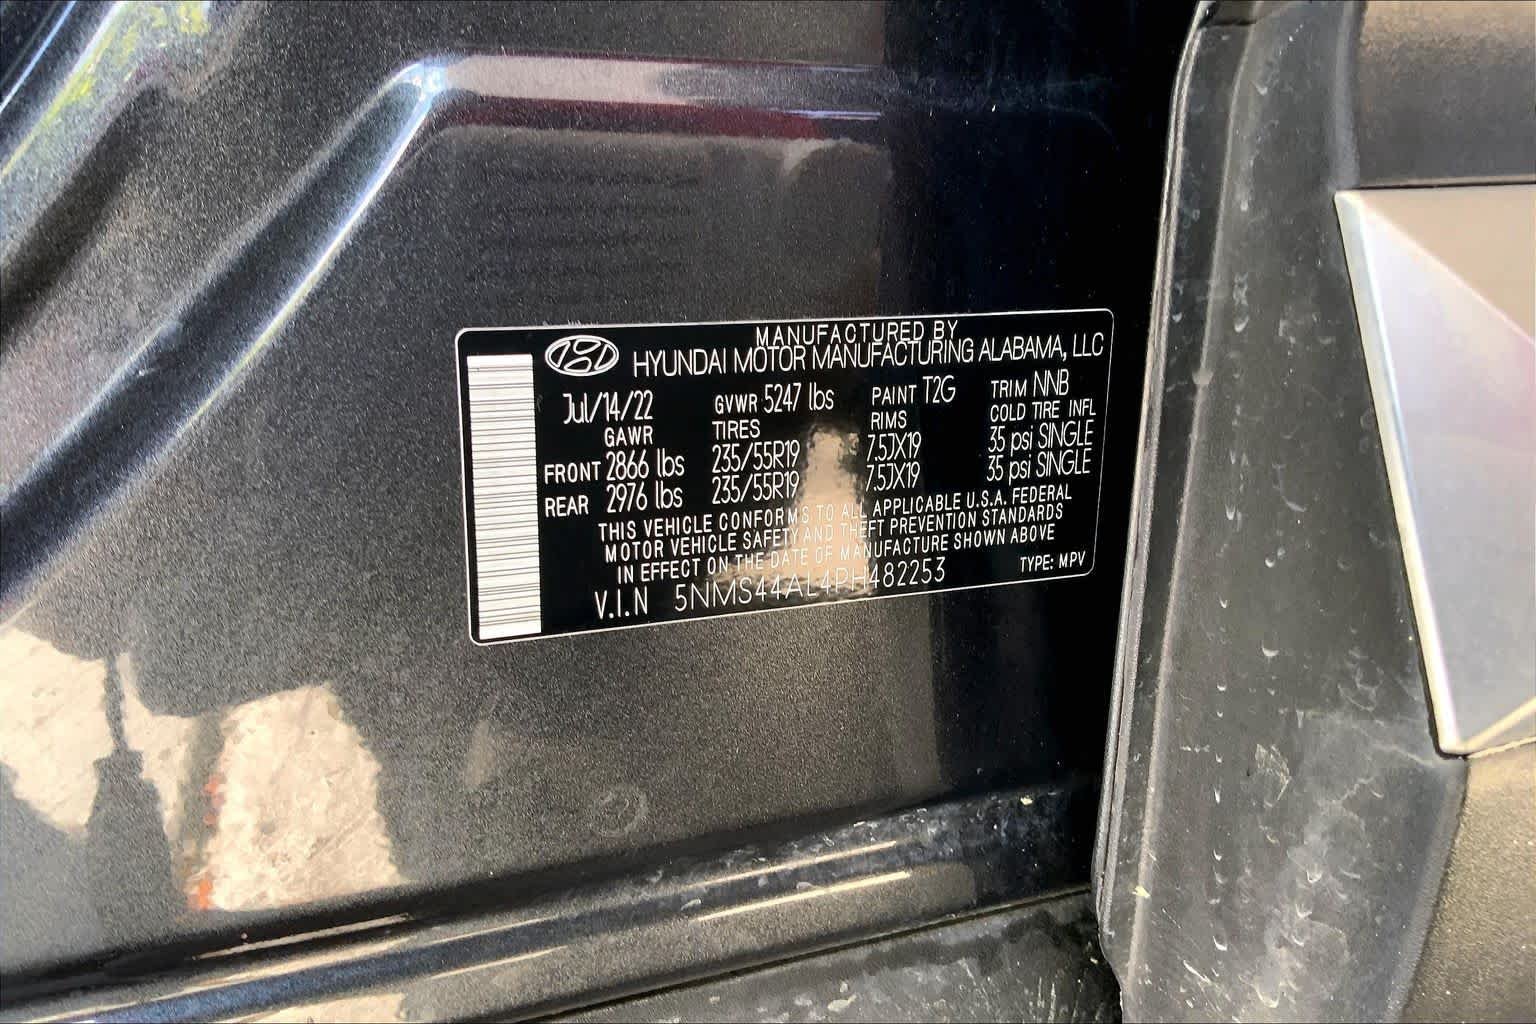 MANUFACTURED BY
HYUNDAI MOTOR MANUFACTURING ALABAMA, LLC
Jul/14/22 GVWR 5247 lbs PAINT T2G TRIM NNB
GAWR TIRES RIMS COLD TIRE INFL
FRONT 2866 lbs 235/55R19 7.5JX19 35 psi SINGLE
REAR 2976 lbs 235/55R19 7.5JX19 35 psi SINGLE
THIS VEHICLE CONFORMS TO ALL APPLICABLE U.S.A. FEDERAL
MOTOR VEHICLE SAFETY AND THEFT PREVENTION STANDARDS
IN EFFECT ON THE DATE OF MANUFACTURE SHOWN ABOVE
V.I.N 5NMS44AL4PH482253 TYPE: MPV